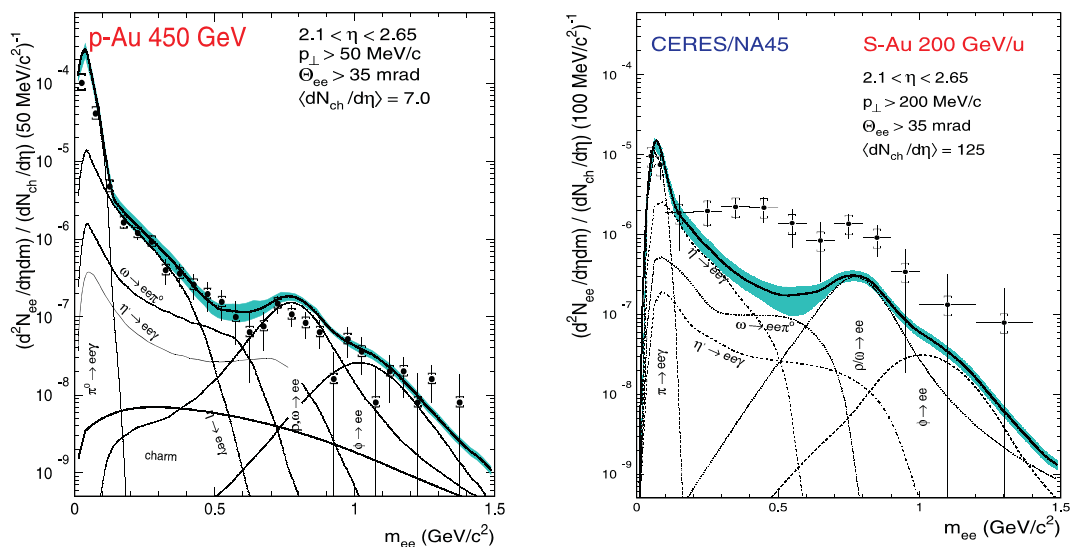 p-Au 450 GeV
2.1 < η < 2.65
p⊥ > 50 MeV/c
Θee > 35 mrad
⟨dNch/dη⟩ = 7.0
(d²Nee/dηdm) / (dNch/dη) (50 MeV/c²)⁻¹
10⁻⁴
10⁻⁵
10⁻⁶
10⁻⁷
10⁻⁸
10⁻⁹
ω→eeπ⁰
η′→eeγ
π⁰→eeγ
charm
η→eeγ
ρ,ω→ee
φ→ee
0
0.5
1
1.5
mee (GeV/c²)
CERES/NA45
S-Au 200 GeV/u
2.1 < η < 2.65
p⊥ > 200 MeV/c
Θee > 35 mrad
⟨dNch/dη⟩ = 125
(d²Nee/dηdm) / (dNch/dη) (100 MeV/c²)⁻¹
10⁻⁴
10⁻⁵
10⁻⁶
10⁻⁷
10⁻⁸
10⁻⁹
η→eeγ
ω→eeπ⁰
η′→eeγ
π→eeγ
ρ/ω→ee
φ→ee
0
0.5
1
1.5
mee (GeV/c²)